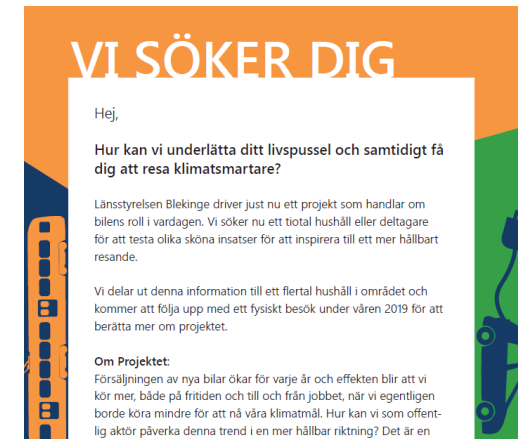 VI SÖKER DIG
Hej,
Hur kan vi underlätta ditt livspussel och samtidigt få
dig att resa klimatsmartare?
Länsstyrelsen Blekinge driver just nu ett projekt som handlar om
bilens roll i vardagen. Vi söker nu ett tiotal hushåll eller deltagare
för att testa olika sköna insatser för att inspirera till ett mer hållbart
resande.
Vi delar ut denna information till ett flertal hushåll i området och
kommer att följa upp med ett fysiskt besök under våren 2019 för att
berätta mer om projektet.
Om Projektet:
Försäljningen av nya bilar ökar för varje år och effekten blir att vi
kör mer, både på fritiden och till och från jobbet, när vi egentligen
borde köra mindre för att nå våra klimatmål. Hur kan vi som offent-
lig aktör påverka denna trend i en mer hållbar riktning? Det är en